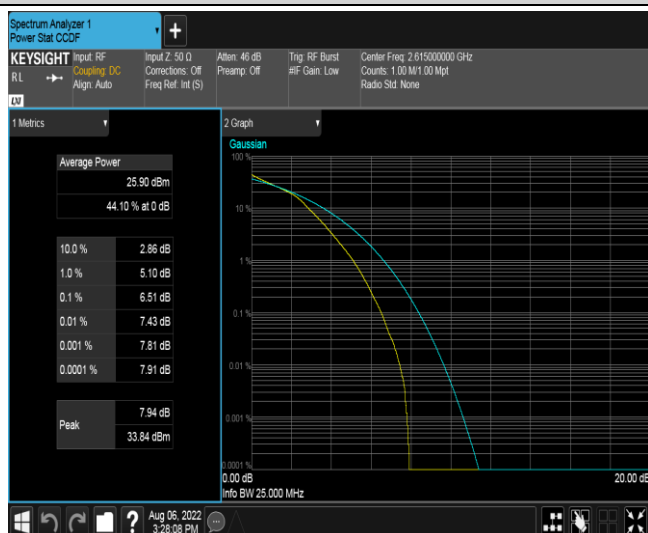 Spectrum Analyzer 1
Power Stat CCDF
+
KEYSIGHT
RL
LXI
Input: RF
Coupling: DC
Align: Auto
Input Z: 50 Ω
Corrections: Off
Freq Ref: Int (S)
Atten: 46 dB
Preamp: Off
Trig: RF Burst
#IF Gain: Low
Center Freq: 2.615000000 GHz
Counts: 1.00 M/1.00 Mpt
Radio Std: None
1 Metrics
Average Power
25.90 dBm
44.10 % at 0 dB
10.0 % 2.86 dB
1.0 % 5.10 dB
0.1 % 6.51 dB
0.01 % 7.43 dB
0.001 % 7.81 dB
0.0001 % 7.91 dB
Peak
7.94 dB
33.84 dBm
2 Graph
Gaussian
100 %
10 %
1 %
0.1 %
0.01 %
0.001 %
0.0001 %
0.00 dB
20.00 dB
Info BW 25.000 MHz
?
Aug 06, 2022
3:28:08 PM